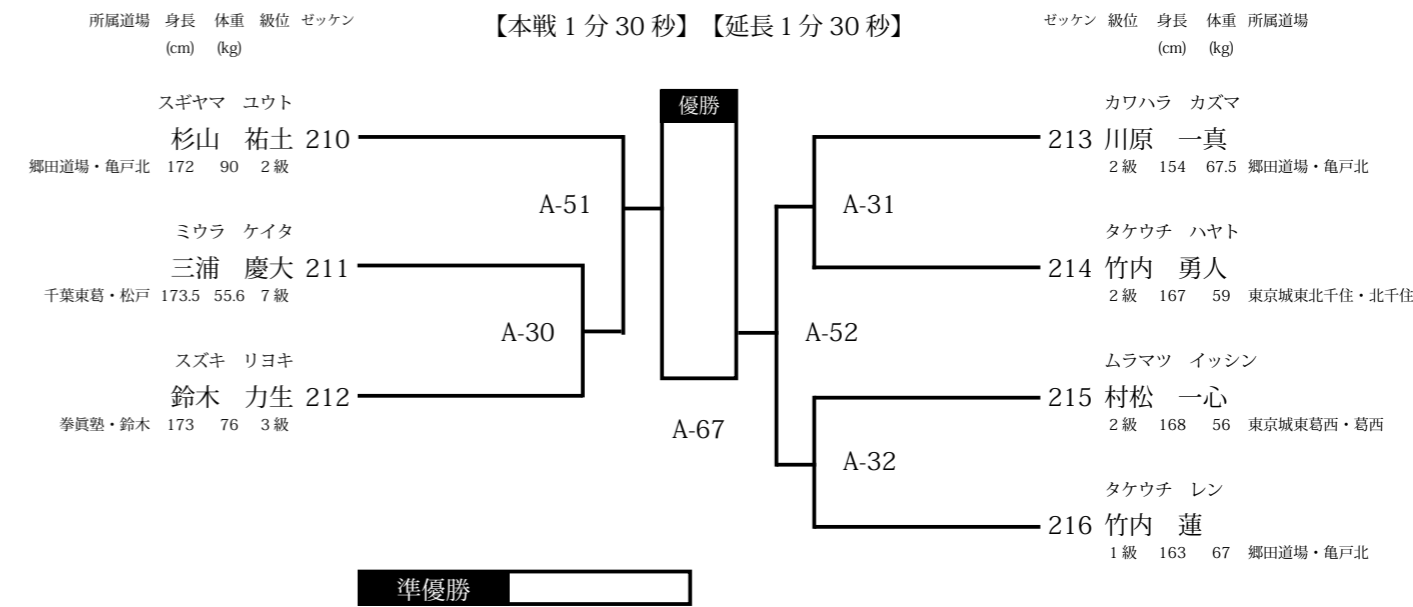 所属道場 身長 体重 級位 ゼッケン
(cm) (kg)
【本戦 1 分 30 秒】【延長 1 分 30 秒】
ゼッケン 級位 身長 体重 所属道場
(cm) (kg)
スギヤマ ユウト
杉山 祐士 210
郷田道場・亀戸北 172 90 2 級
ミウラ ケイタ
三浦 慶大 211
千葉東葛・松戸 173.5 55.6 7 級
スズキ リヨキ
鈴木 力生 212
拳眞塾・鈴木 173 76 3 級
A-51
A-30
優勝
A-67
カワハラ カズマ
213 川原 一真
2 級 154 67.5 郷田道場・亀戸北
タケウチ ハヤト
214 竹内 勇人
2 級 167 59 東京城東北千住・北千住
ムラマツ イッシン
215 村松 一心
2 級 168 56 東京城東葛西・葛西
タケウチ レン
216 竹内 蓮
1 級 163 67 郷田道場・亀戸北
A-31
A-52
A-32
準優勝